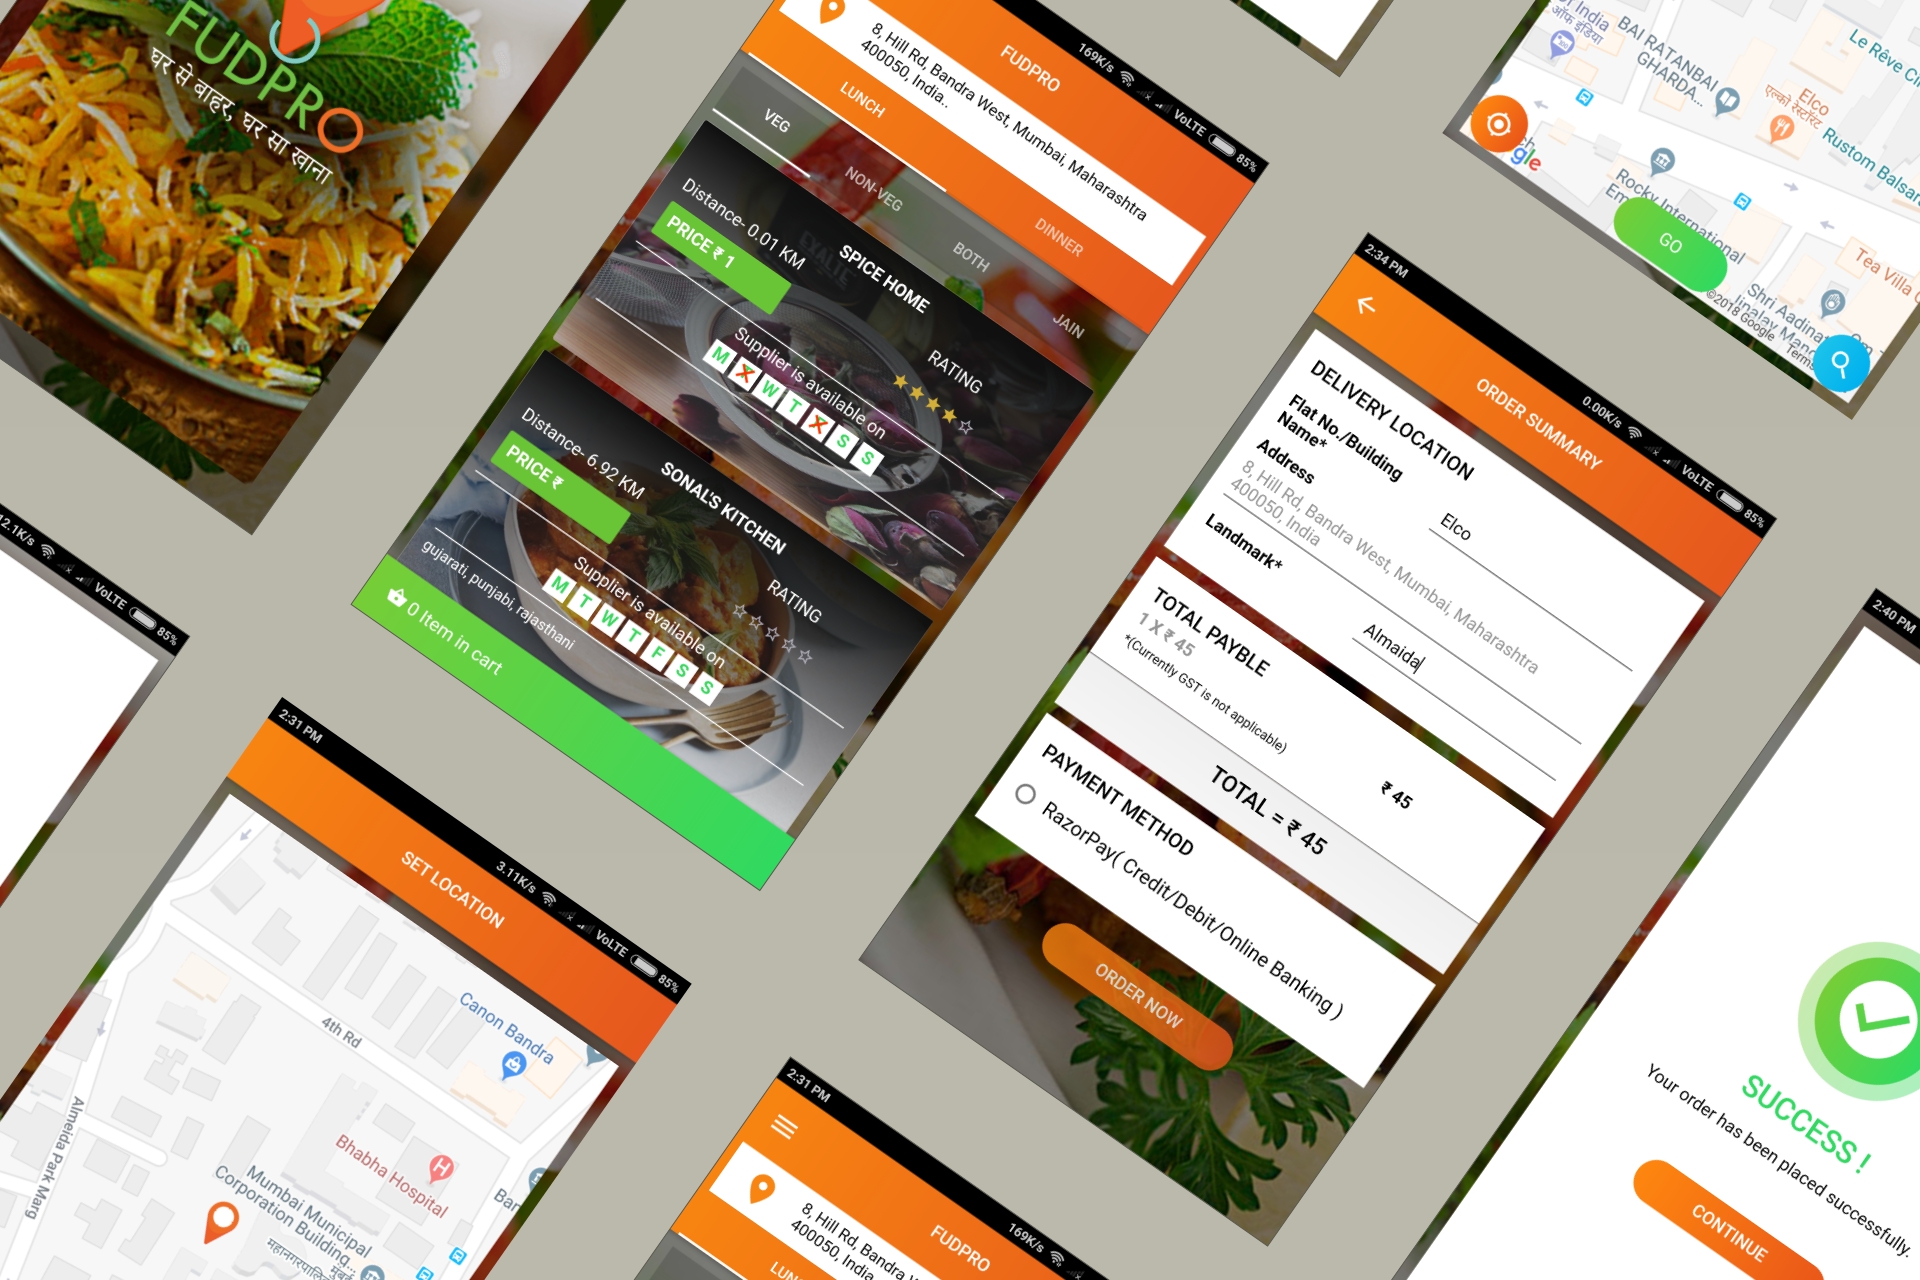 FUDPRO
घर से बाहर, घर सा खाना
169K/s VoLTE 85%
FUDPRO
8, Hill Rd, Bandra West, Mumbai, Maharashtra
400050, India..
LUNCH
DINNER
VEG
NON-VEG
BOTH
JAIN
SPICE HOME
Distance- 0.01 KM
PRICE ₹ 1
RATING
Supplier is available on
M T W T F S S
SONAL'S KITCHEN
Distance- 6.92 KM
PRICE ₹
RATING
Supplier is available on
M T W T F S S
gujarati, punjabi, rajasthani
0 Item in cart
BAI RATANBAI
GHARDA...
Elco
एल्को रेस्टोरेंट
Rustom
Rocky International
GO
©2018 Google
Terms
Tea Villa
Shri Aadinath
2:34 PM 0.00K/s VoLTE 85%
ORDER SUMMARY
DELIVERY LOCATION
Flat No./Building
Name*
Elco
Address
8, Hill Rd, Bandra West, Mumbai, Maharashtra
400050, India
Landmark*
Almaida
TOTAL PAYBLE
1 X ₹ 45
₹ 45
*(Currently GST is not applicable)
TOTAL = ₹ 45
PAYMENT METHOD
RazorPay( Credit/Debit/Online Banking )
ORDER NOW
12.1K/s VoLTE 85%
2:31 PM 3.11K/s VoLTE 85%
SET LOCATION
Canon Bandra
4th Rd
Almeida Park Marg
Bhabha Hospital
Mumbai Municipal
Corporation Building...
2:31 PM 169K/s
FUDPRO
8, Hill Rd, Bandra
400050, India
2:40 PM
SUCCESS !
Your order has been placed successfully.
CONTINUE